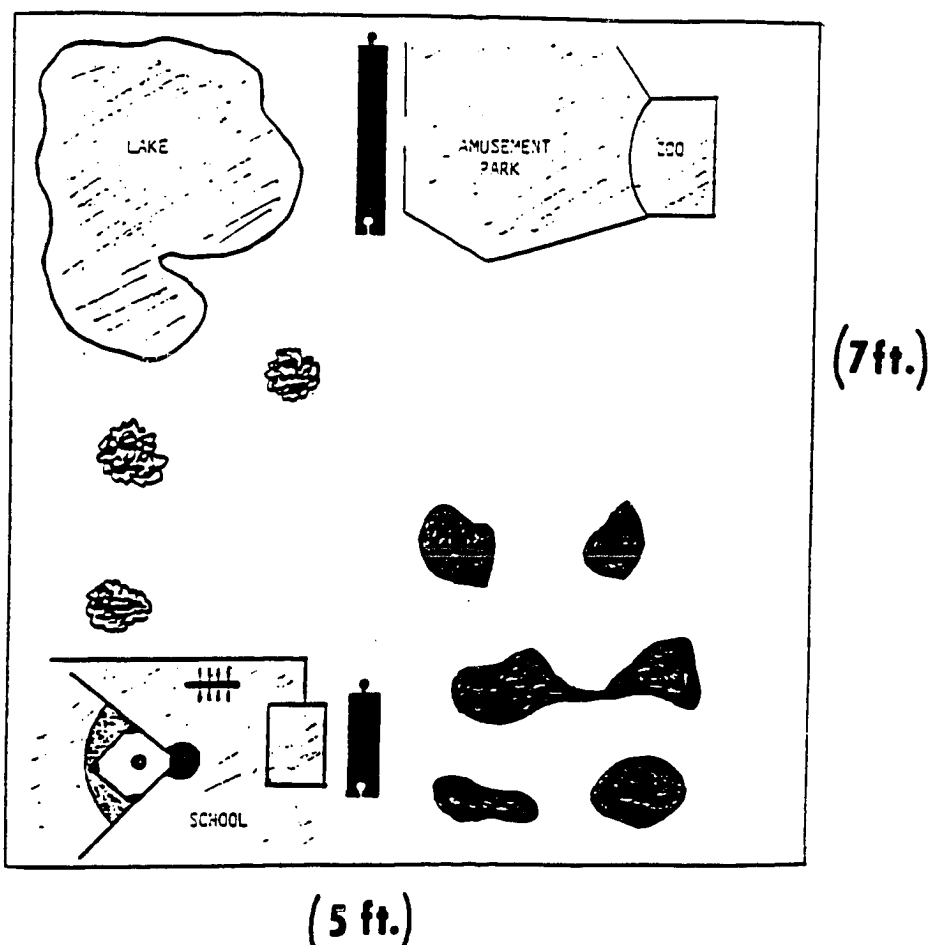 LAKE
AMUSEMENT
PARK
ZOO
(7ft.)
SCHOOL
(5 ft.)